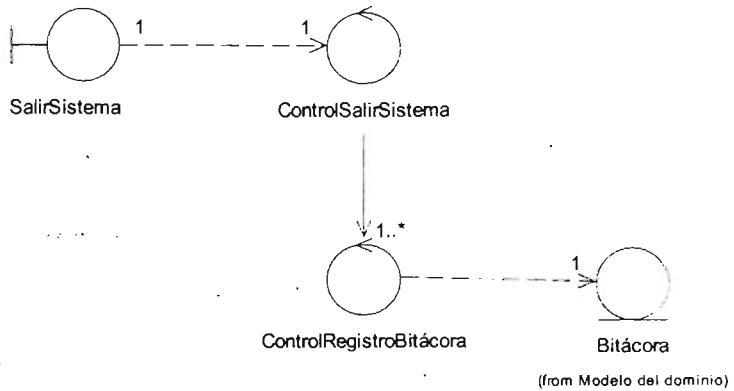 1 1
SalirSistema ControlSalirSistema
1..*
1
ControlRegistroBitácora Bitácora
(from Modelo del dominio)